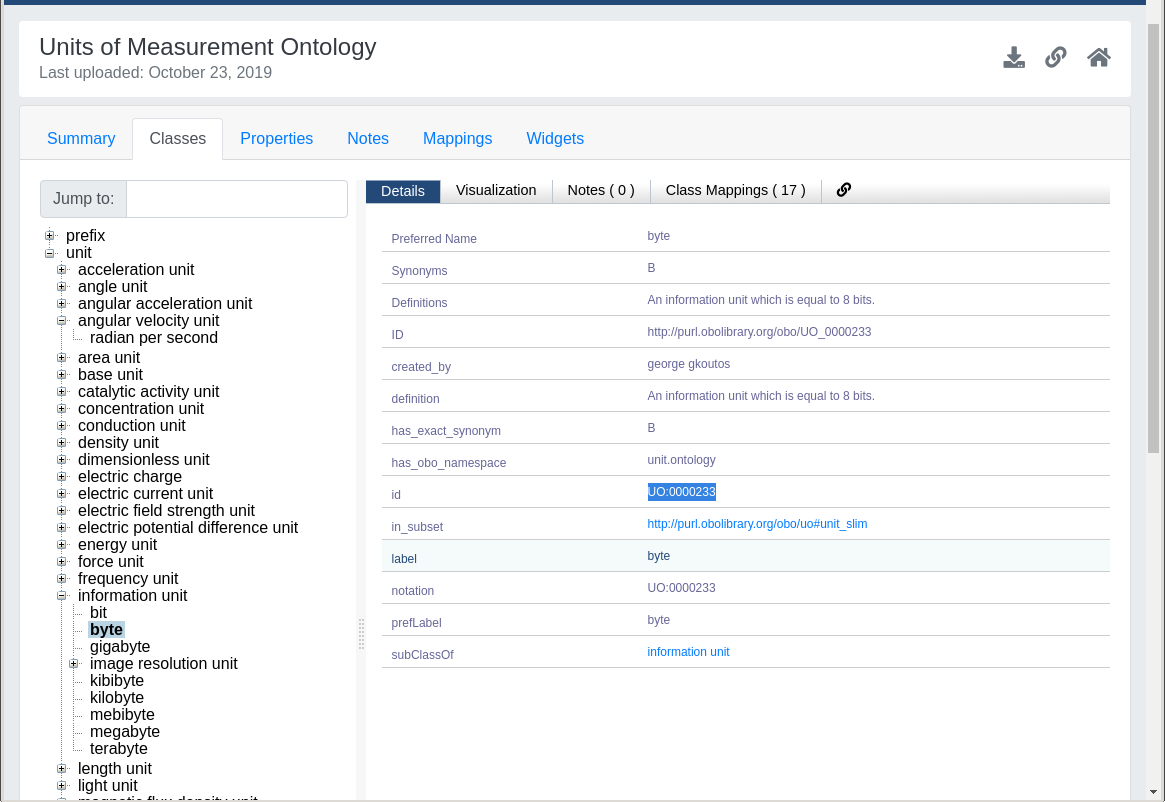 Units of Measurement Ontology
Last uploaded: October 23, 2019
Summary Classes Properties Notes Mappings Widgets
Jump to:
prefix
unit
acceleration unit
angle unit
angular acceleration unit
angular velocity unit
radian per second
area unit
base unit
catalytic activity unit
concentration unit
conduction unit
density unit
dimensionless unit
electric charge
electric current unit
electric field strength unit
electric potential difference unit
energy unit
force unit
frequency unit
information unit
bit
byte
gigabyte
image resolution unit
kibibyte
kilobyte
mebibyte
megabyte
terabyte
length unit
light unit
magnetic flux density unit
Details Visualization Notes ( 0 ) Class Mappings ( 17 )
Preferred Name byte
Synonyms B
Definitions An information unit which is equal to 8 bits.
ID http://purl.obolibrary.org/obo/UO_0000233
created_by george gkoutos
definition An information unit which is equal to 8 bits.
has_exact_synonym B
has_obo_namespace unit.ontology
id UO:0000233
in_subset http://purl.obolibrary.org/obo/uo#unit_slim
label byte
notation UO:0000233
prefLabel byte
subClassOf information unit